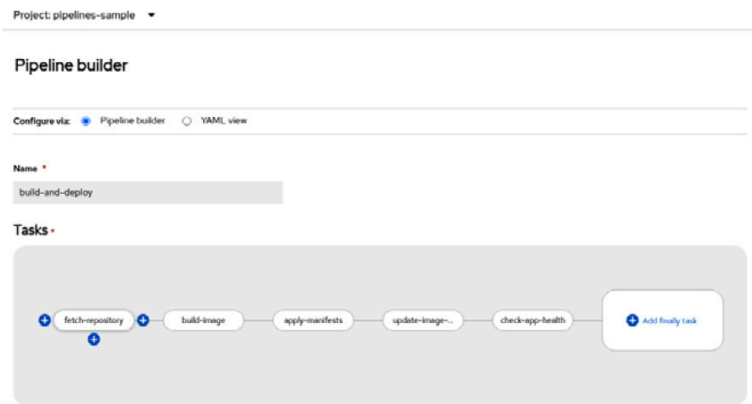 Project: pipelines-sample
Pipeline builder
Configure via: Pipeline builder YAML view
Name *
build-and-deploy
Tasks *
fetch-repository build-image apply-manifests update-image-... check-app-health Add finally task